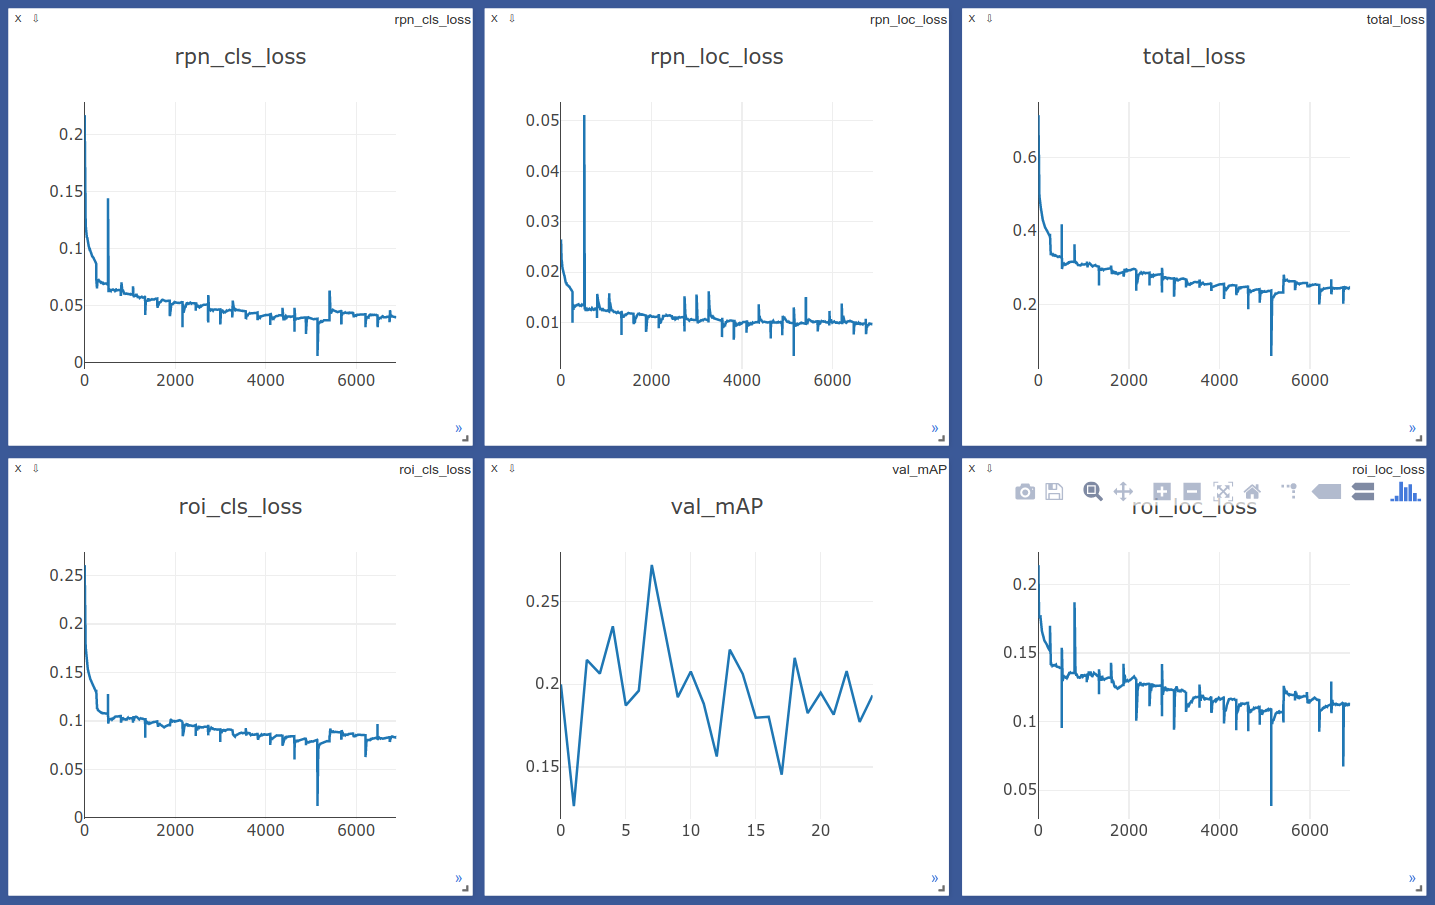 x ⇩ rpn_cls_loss
rpn_cls_loss
0.2
0.15
0.1
0.05
0
0 2000 4000 6000
»
x ⇩ rpn_loc_loss
rpn_loc_loss
0.05
0.04
0.03
0.02
0.01
0 2000 4000 6000
»
x ⇩ total_loss
total_loss
0.6
0.4
0.2
0 2000 4000 6000
»
x ⇩ roi_cls_loss
roi_cls_loss
0.25
0.2
0.15
0.1
0.05
0
0 2000 4000 6000
»
x ⇩ val_mAP
val_mAP
0.25
0.2
0.15
0 5 10 15 20
»
x ⇩ roi_loc_loss
roi_loc_loss
0.2
0.15
0.1
0.05
0 2000 4000 6000
»